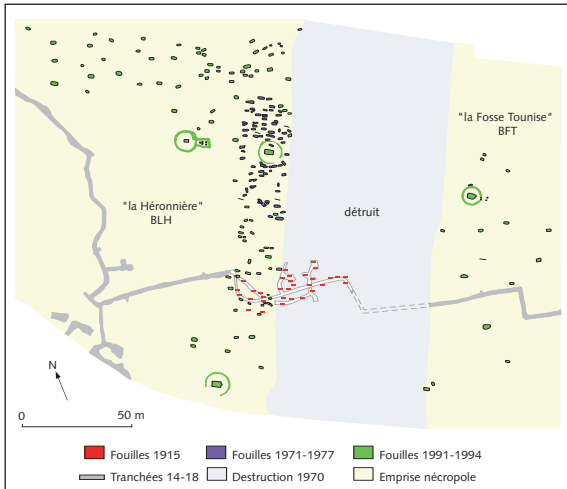 "la Fosse Tounise"
BFT
"la Héronnière"
BLH
détruit
N
0
50 m
Fouilles 1915
Fouilles 1971-1977
Fouilles 1991-1994
Tranchées 14-18
Destruction 1970
Emprise nécropole